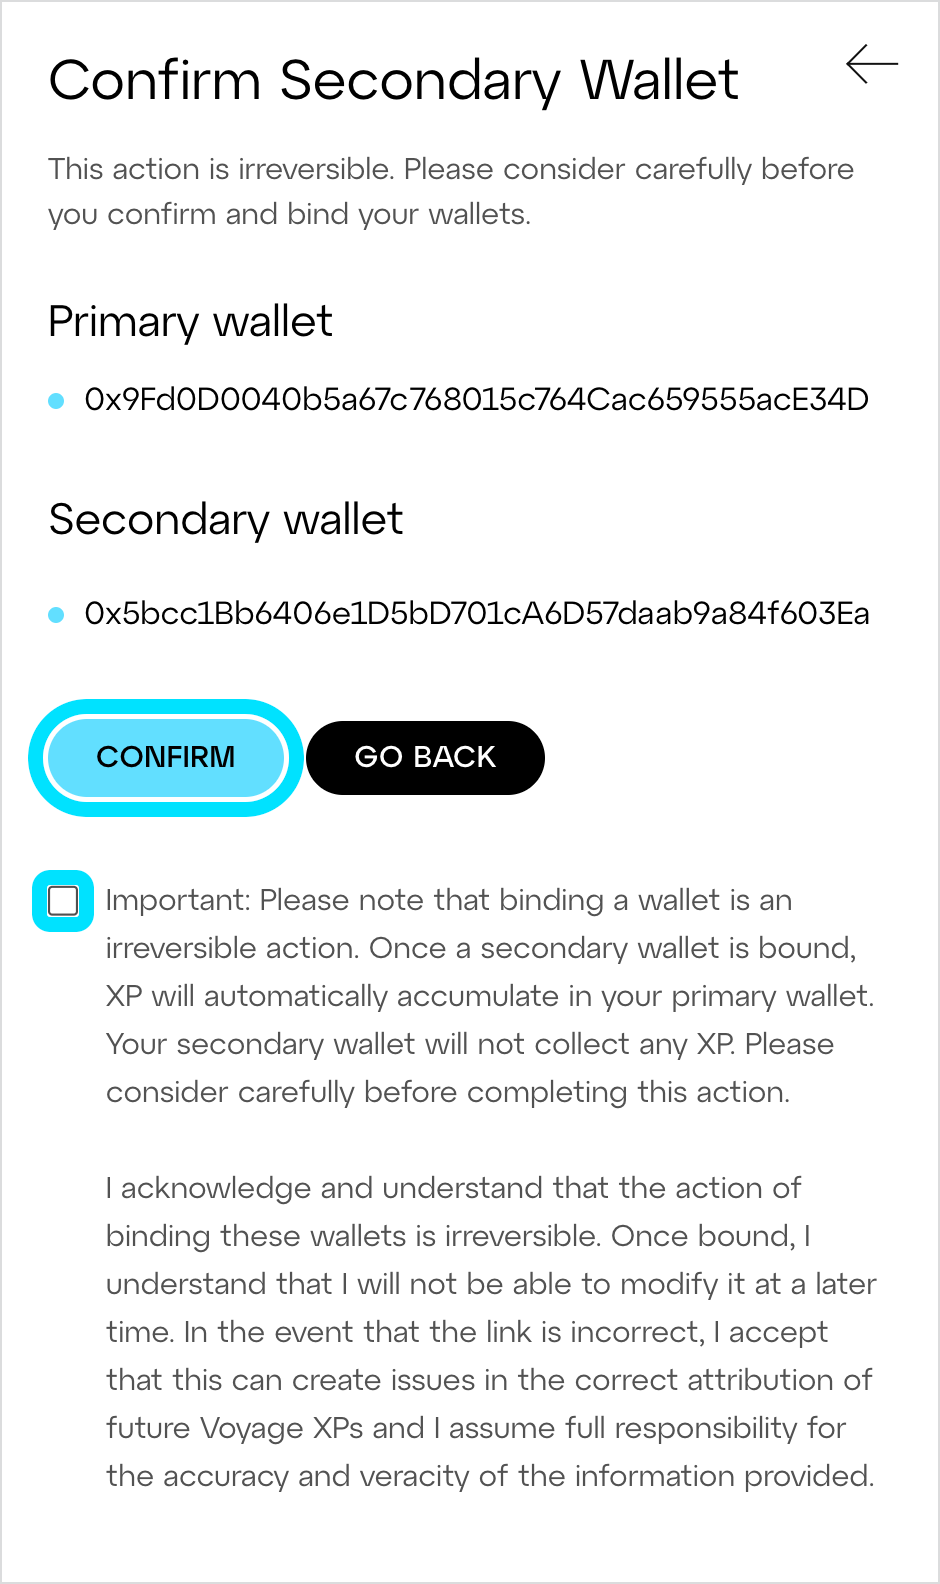 Confirm Secondary Wallet
This action is irreversible. Please consider carefully before
you confirm and bind your wallets.
Primary wallet
0x9Fd0D0040b5a67c768015c764Cac659555acE34D
Secondary wallet
0x5bcc1Bb6406e1D5bD701cA6D57daab9a84f603Ea
CONFIRM
GO BACK
Important: Please note that binding a wallet is an
irreversible action. Once a secondary wallet is bound,
XP will automatically accumulate in your primary wallet.
Your secondary wallet will not collect any XP. Please
consider carefully before completing this action.
I acknowledge and understand that the action of
binding these wallets is irreversible. Once bound, I
understand that I will not be able to modify it at a later
time. In the event that the link is incorrect, I accept
that this can create issues in the correct attribution of
future Voyage XPs and I assume full responsibility for
the accuracy and veracity of the information provided.